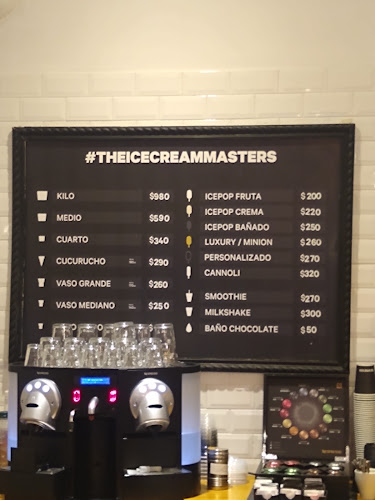 #THEICECREAMMASTERS
KILO $980
MEDIO $590
CUARTO $340
CUCURUCHO $290
VASO GRANDE $260
VASO MEDIANO $250
ICEPOP FRUTA $200
ICEPOP CREMA $220
ICEPOP BAÑADO $250
LUXURY / MINION $260
PERSONALIZADO $270
CANNOLI $320
SMOOTHIE $270
MILKSHAKE $300
BAÑO CHOCOLATE $50